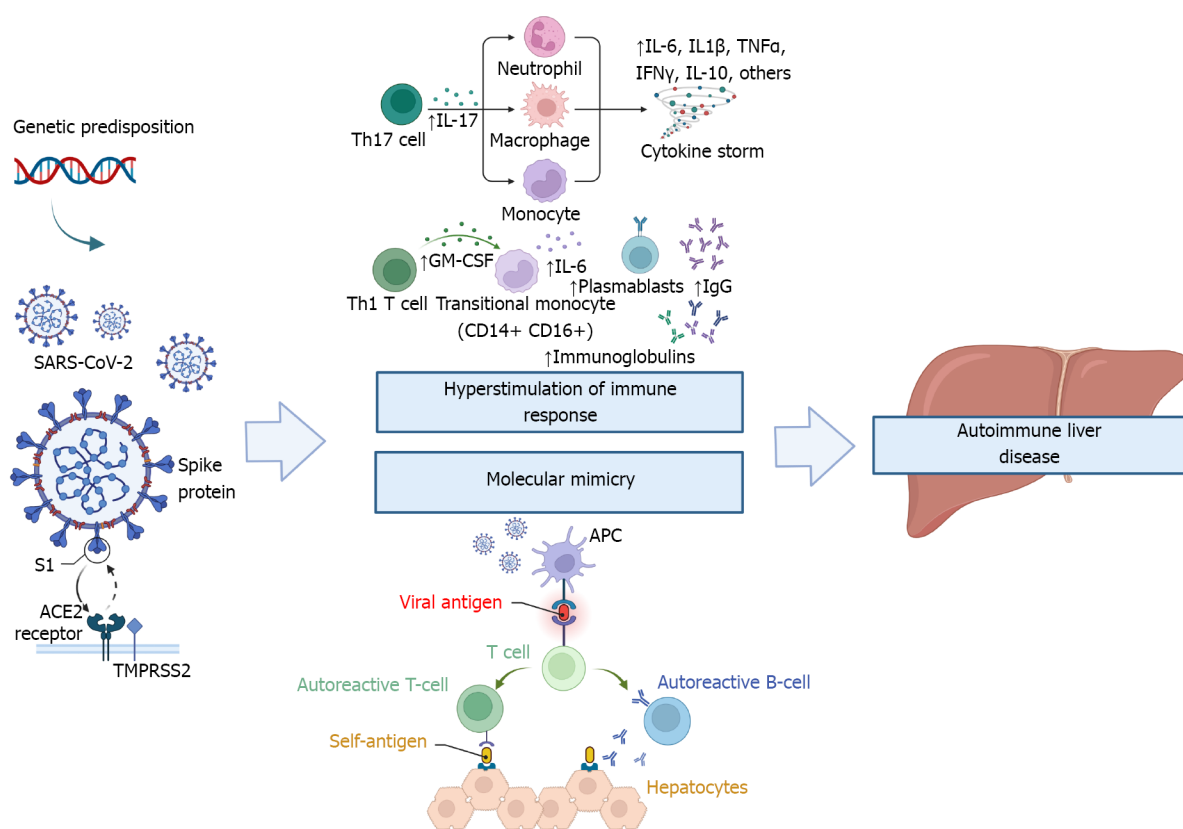 Genetic predisposition
SARS-CoV-2
Spike
protein
S1
ACE2
receptor
TMPRSS2
Th17 cell
↑IL-17
Neutrophil
Macrophage
Monocyte
↑IL-6, IL1β, TNFα,
IFNγ, IL-10, others
Cytokine storm
Th1 T cell
↑GM-CSF
Transitional monocyte
(CD14+ CD16+)
↑IL-6
↑Plasmablasts
↑IgG
↑Immunoglobulins
Hyperstimulation of immune
response
Molecular mimicry
APC
Viral antigen
T cell
Autoreactive T-cell
Autoreactive B-cell
Self-antigen
Hepatocytes
Autoimmune liver
disease